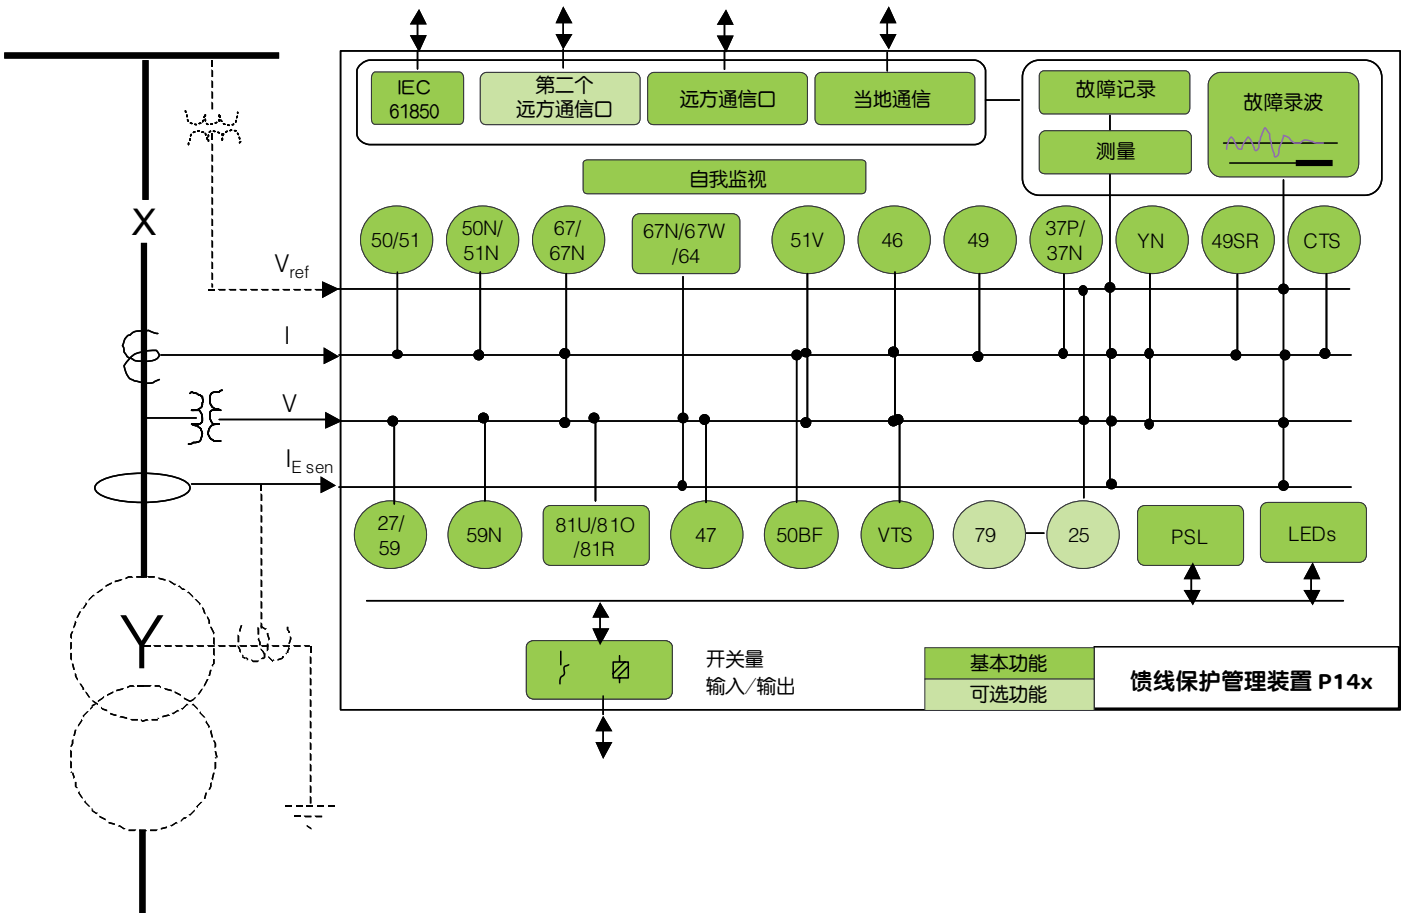 IEC
61850
第二个
远方通信口
远方通信口
当地通信
故障记录
测量
故障录波
自我监视
X
50/51
50N/
51N
67/
67N
67N/67W
/64
51V
46
49
37P/
37N
YN
49SR
CTS
Vref
I
V
IE sen
27/
59
59N
81U/81O
/81R
47
50BF
VTS
79
25
PSL
LEDs
Y
开关量
输入/输出
基本功能
可选功能
馈线保护管理装置 P14x